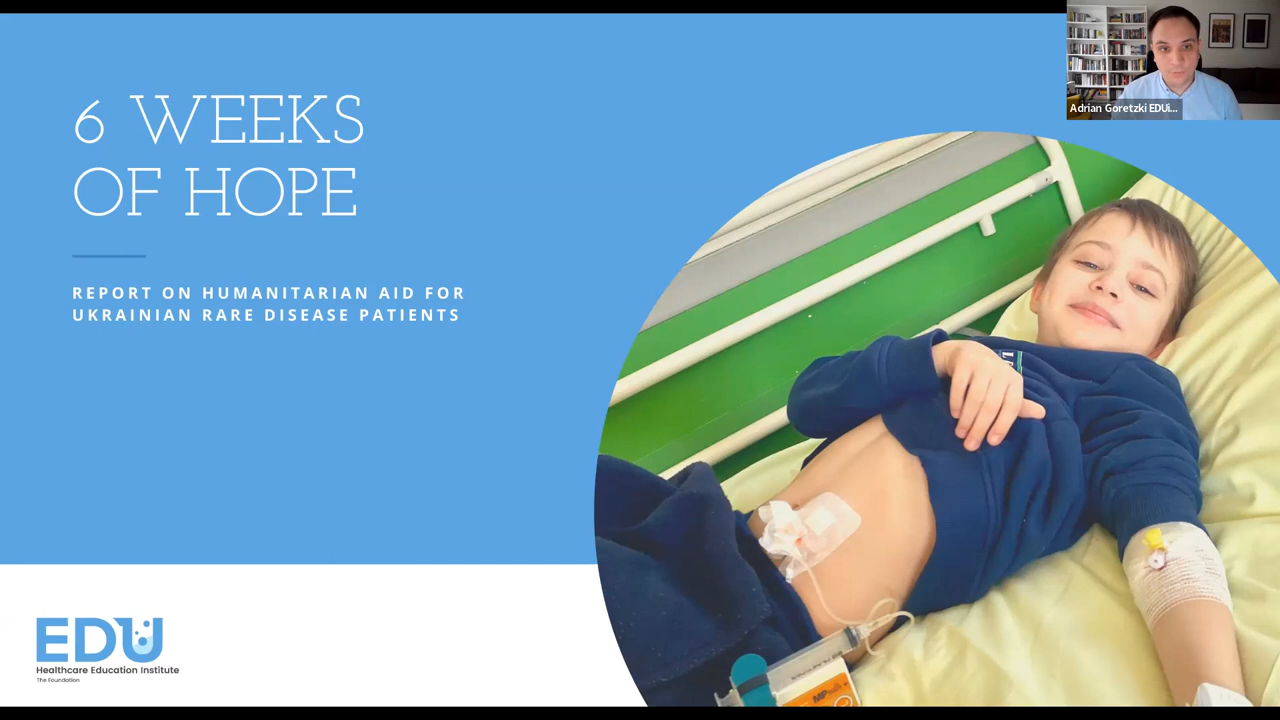 6 WEEKS
OF HOPE
REPORT ON HUMANITARIAN AID FOR
UKRAINIAN RARE DISEASE PATIENTS
Adrian Goretzki EDUi...
EDU
Healthcare Education Institute
The Foundation